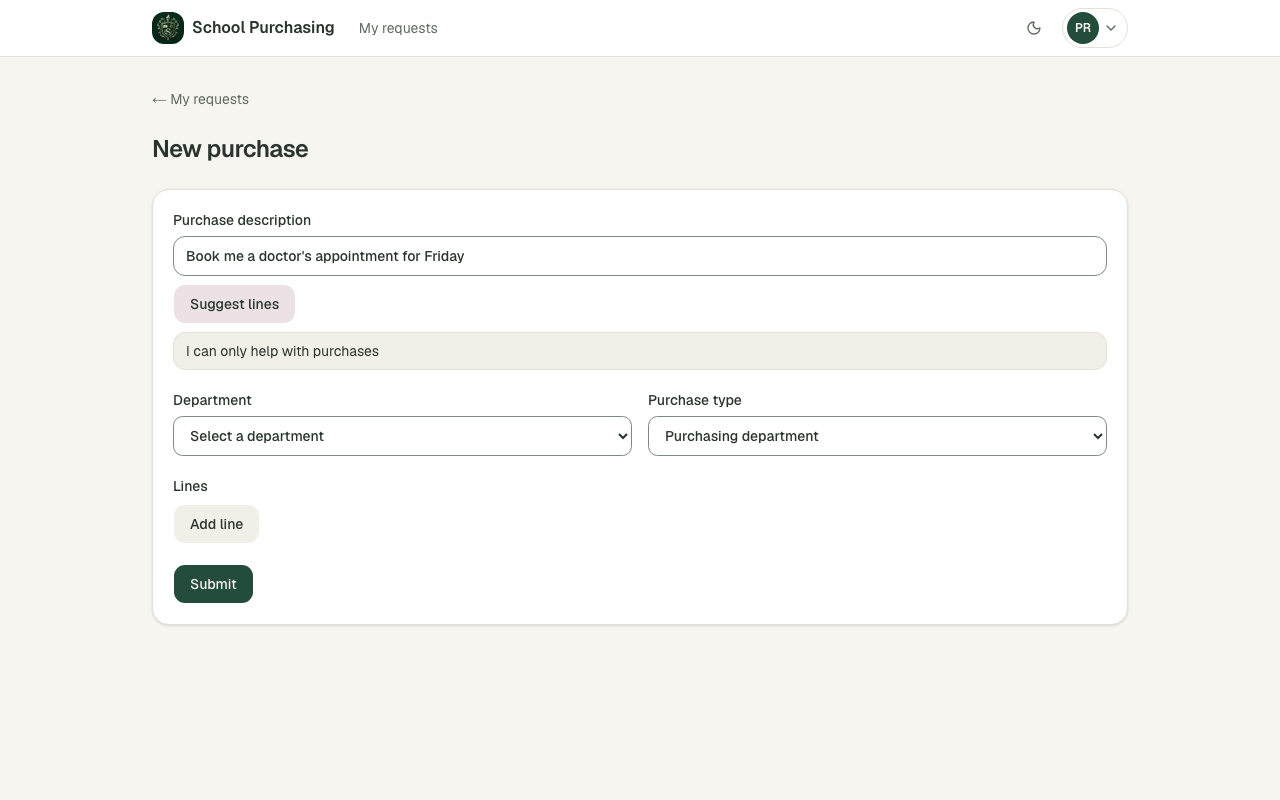 School Purchasing
My requests
PR
← My requests
New purchase
Purchase description
Book me a doctor's appointment for Friday
Suggest lines
I can only help with purchases
Department
Purchase type
Select a department
Purchasing department
Lines
Add line
Submit